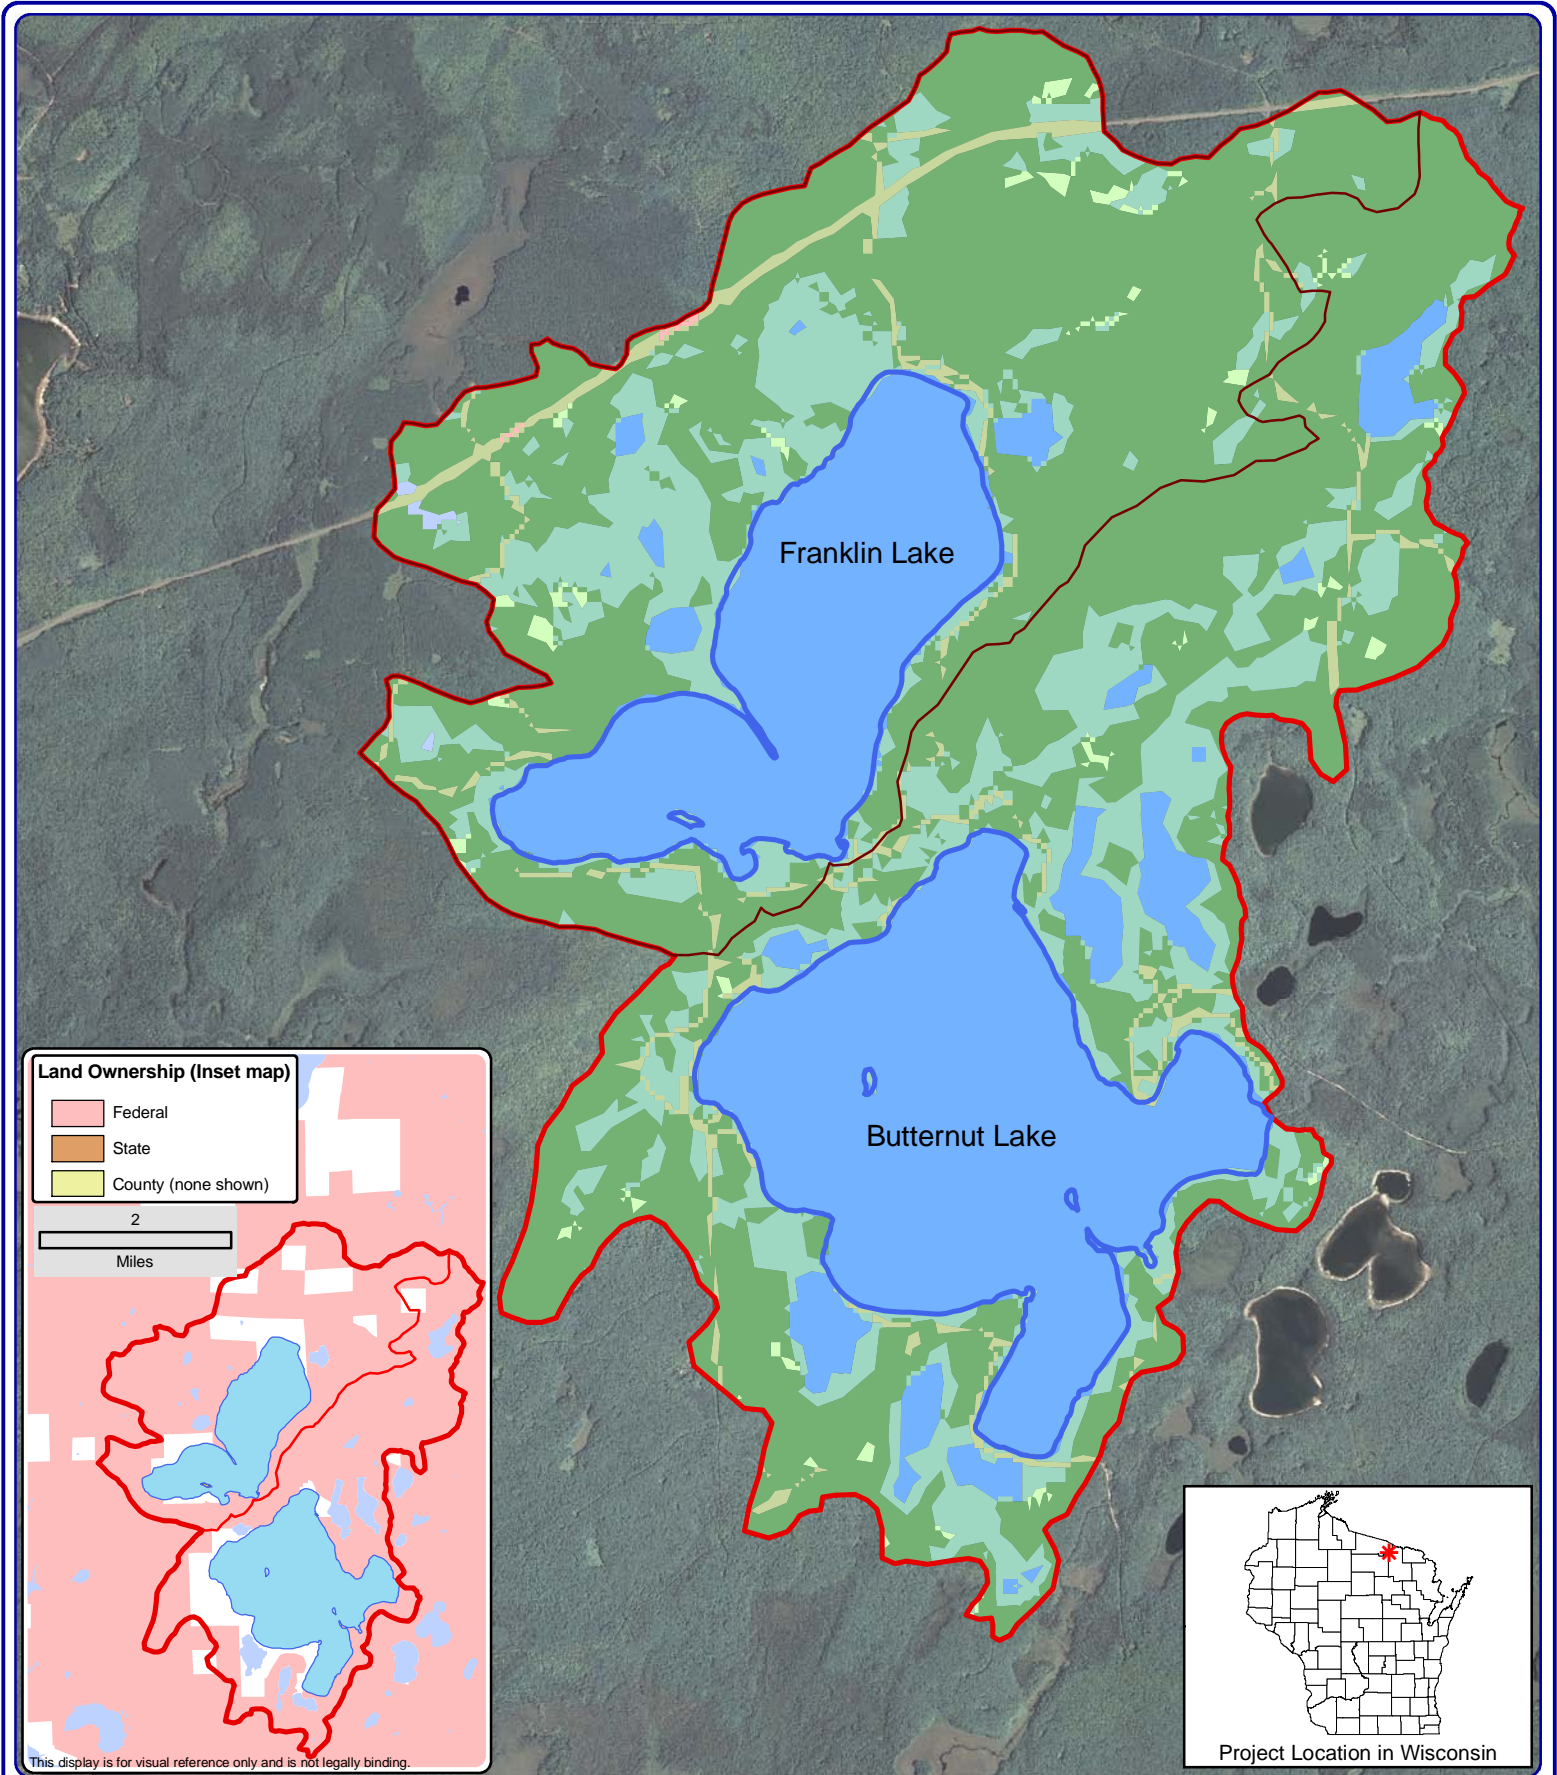 Franklin Lake
Butternut Lake
Land Ownership (Inset map)
Federal
State
County (none shown)
2
Miles
This display is for visual reference only and is not legally binding.
Project Location in Wisconsin